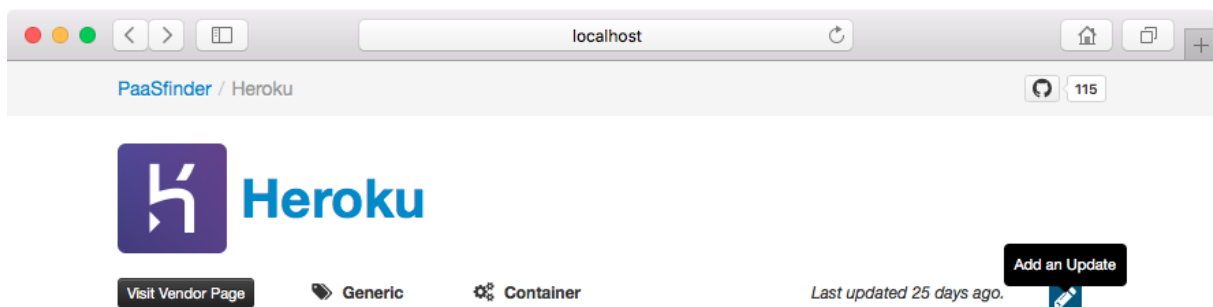 localhost
PaaSfinder / Heroku
115
Heroku
Add an Update
Visit Vendor Page Generic Container Last updated 25 days ago.